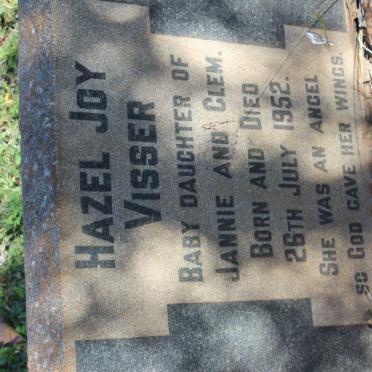 HAZEL JOY
VISSER
BABY DAUGHTER OF
JANNIE AND CLEM.
BORN AND DIED
26TH JULY 1952.
SHE WAS AN ANGEL
SO GOD GAVE HER WINGS.